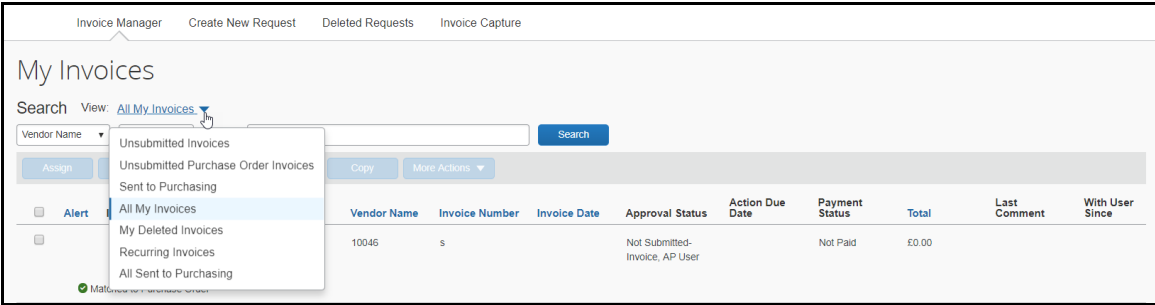 Invoice Manager Create New Request Deleted Requests Invoice Capture
My Invoices
Search View: All My Invoices
Vendor Name Search
Unsubmitted Invoices
Unsubmitted Purchase Order Invoices
Sent to Purchasing
All My Invoices
My Deleted Invoices
Recurring Invoices
All Sent to Purchasing
Assign Copy More Actions
Alert Vendor Name Invoice Number Invoice Date Approval Status Action Due Date Payment Status Total Last Comment With User Since
10046 s Not Submitted- Invoice, AP User Not Paid £0.00